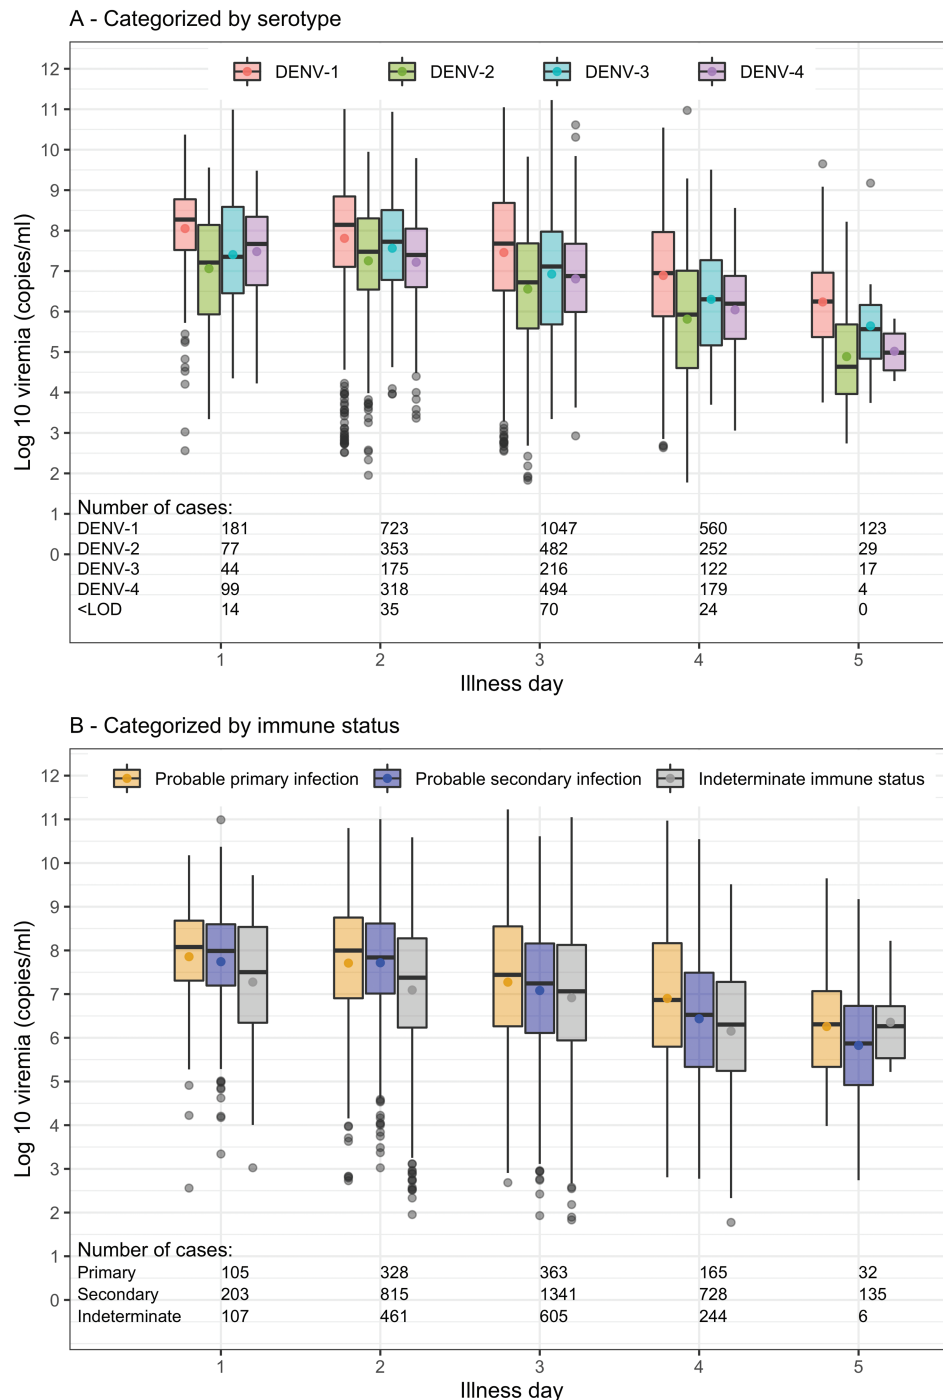 A - Categorized by serotype
DENV-1 DENV-2 DENV-3 DENV-4
12
11
10
9
8
7
6
5
4
3
2
1
0
Log 10 viremia (copies/ml)
Number of cases:
DENV-1 181 723 1047 560 123
DENV-2 77 353 482 252 29
DENV-3 44 175 216 122 17
DENV-4 99 318 494 179 4
<LOD 14 35 70 24 0
1 2 3 4 5
Illness day
B - Categorized by immune status
Probable primary infection Probable secondary infection Indeterminate immune status
12
11
10
9
8
7
6
5
4
3
2
1
0
Log 10 viremia (copies/ml)
Number of cases:
Primary 105 328 363 165 32
Secondary 203 815 1341 728 135
Indeterminate 107 461 605 244 6
1 2 3 4 5
Illness day